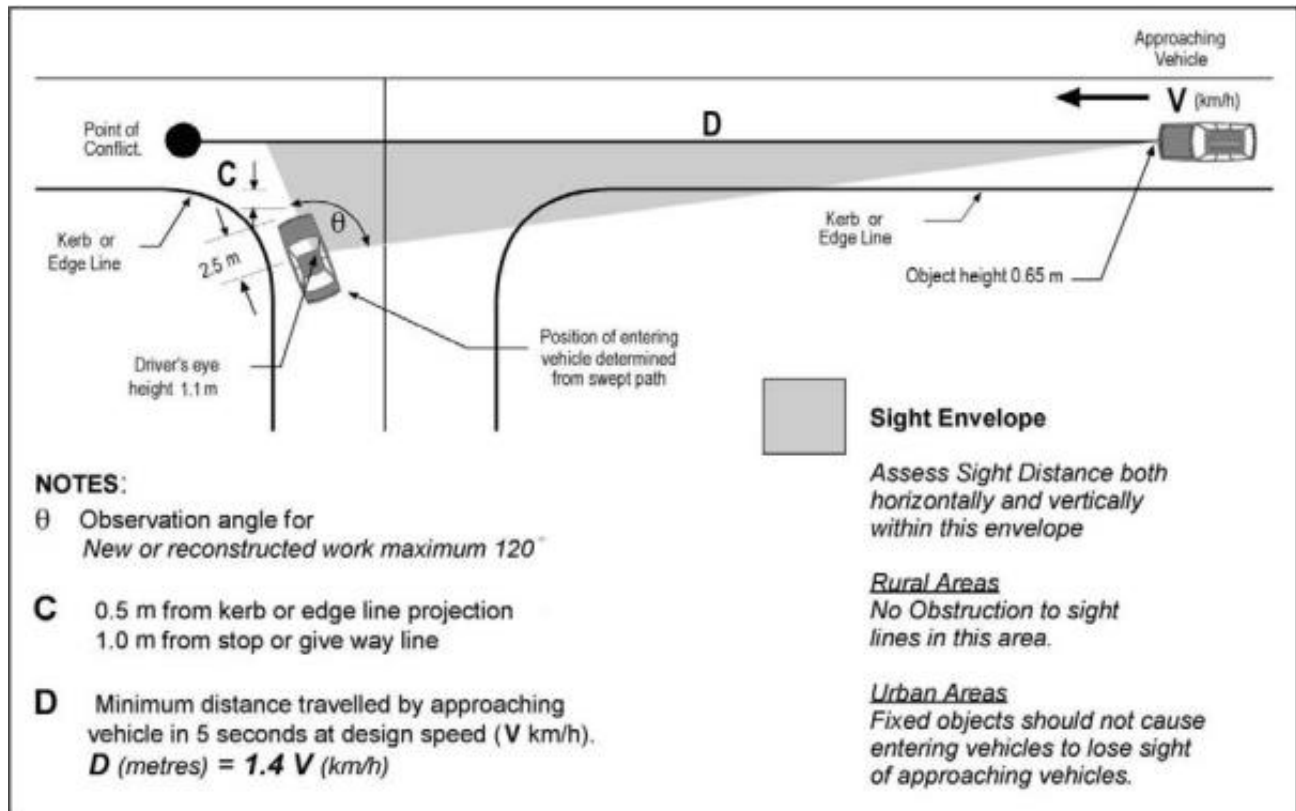 Approaching
Vehicle
V (km/h)
D
Point of
Conflict.
C
θ
Kerb or
Edge Line
2.5 m
Kerb or
Edge Line
Object height 0.65 m
Driver's eye
height 1.1 m
Position of entering
vehicle determined
from swept path
Sight Envelope
Assess Sight Distance both
horizontally and vertically
within this envelope
Rural Areas
No Obstruction to sight
lines in this area.
Urban Areas
Fixed objects should not cause
entering vehicles to lose sight
of approaching vehicles.
NOTES:
θ Observation angle for
New or reconstructed work maximum 120°
C 0.5 m from kerb or edge line projection
1.0 m from stop or give way line
D Minimum distance travelled by approaching
vehicle in 5 seconds at design speed (V km/h).
D (metres) = 1.4 V (km/h)